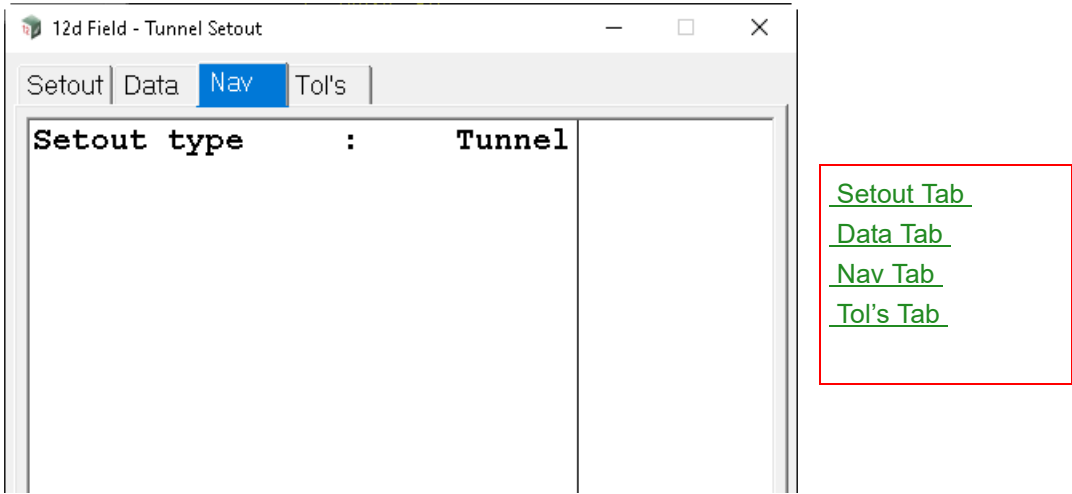 12d Field - Tunnel Setout
Setout Data Nav Tol's
Setout type : Tunnel
Setout Tab
Data Tab
Nav Tab
Tol’s Tab